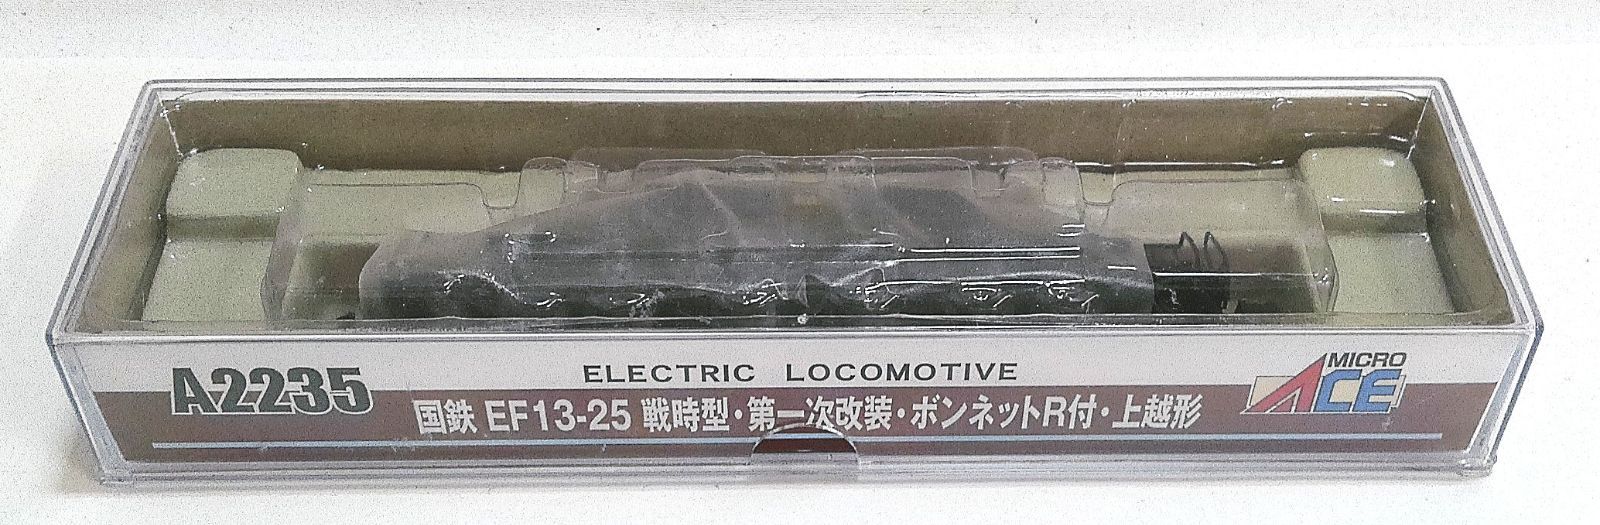 A2235
ELECTRIC LOCOMOTIVE
国鉄 EF13-25 戦時型・第一次改装・ボンネットR付・上越形
MICRO
ACE